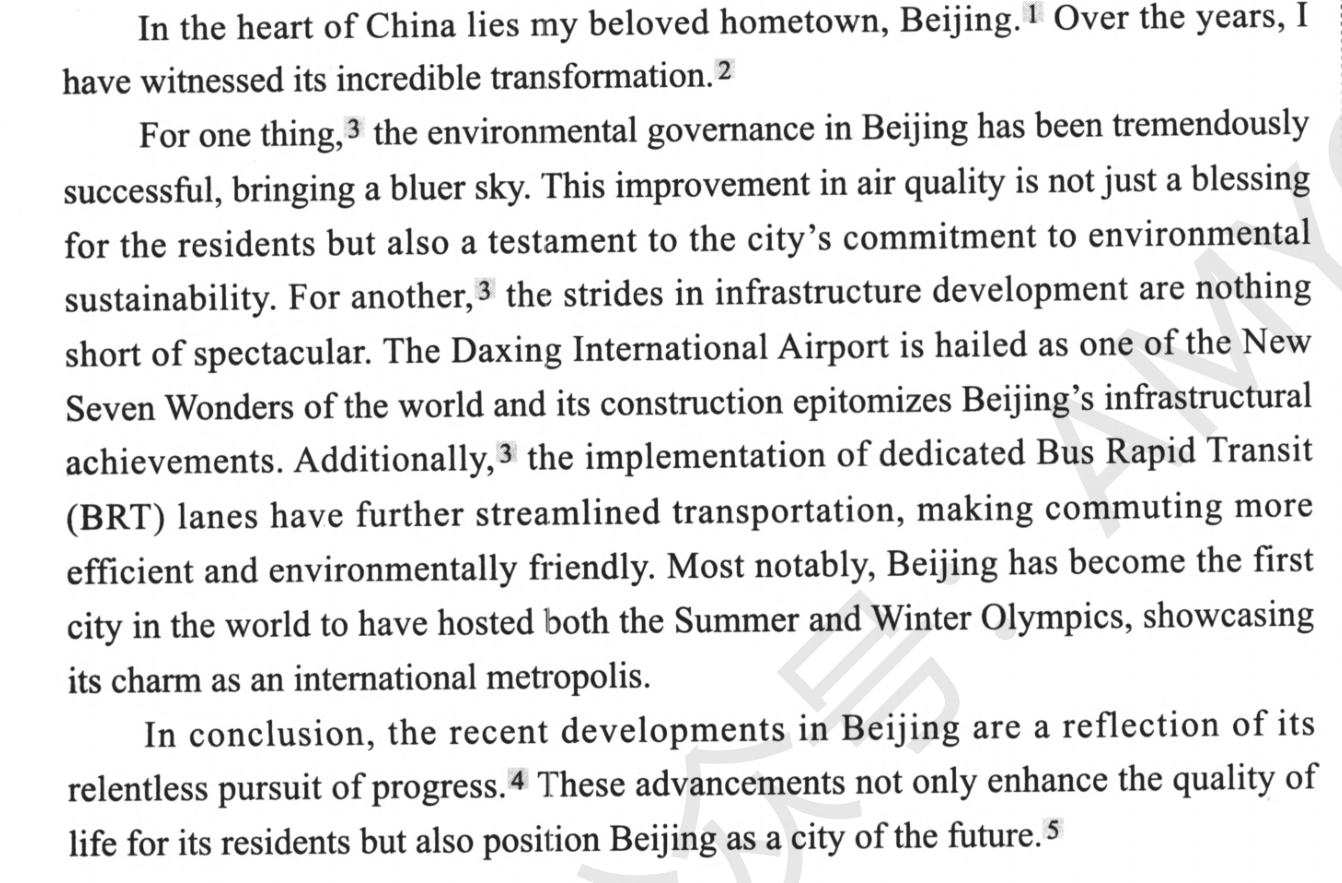 In the heart of China lies my beloved hometown, Beijing.1 Over the years, I
have witnessed its incredible transformation.2
For one thing,3 the environmental governance in Beijing has been tremendously
successful, bringing a bluer sky. This improvement in air quality is not just a blessing
for the residents but also a testament to the city's commitment to environmental
sustainability. For another,3 the strides in infrastructure development are nothing
short of spectacular. The Daxing International Airport is hailed as one of the New
Seven Wonders of the world and its construction epitomizes Beijing's infrastructural
achievements. Additionally,3 the implementation of dedicated Bus Rapid Transit
(BRT) lanes have further streamlined transportation, making commuting more
efficient and environmentally friendly. Most notably, Beijing has become the first
city in the world to have hosted both the Summer and Winter Olympics, showcasing
its charm as an international metropolis.
In conclusion, the recent developments in Beijing are a reflection of its
relentless pursuit of progress.4 These advancements not only enhance the quality of
life for its residents but also position Beijing as a city of the future.5
众号 · AMY